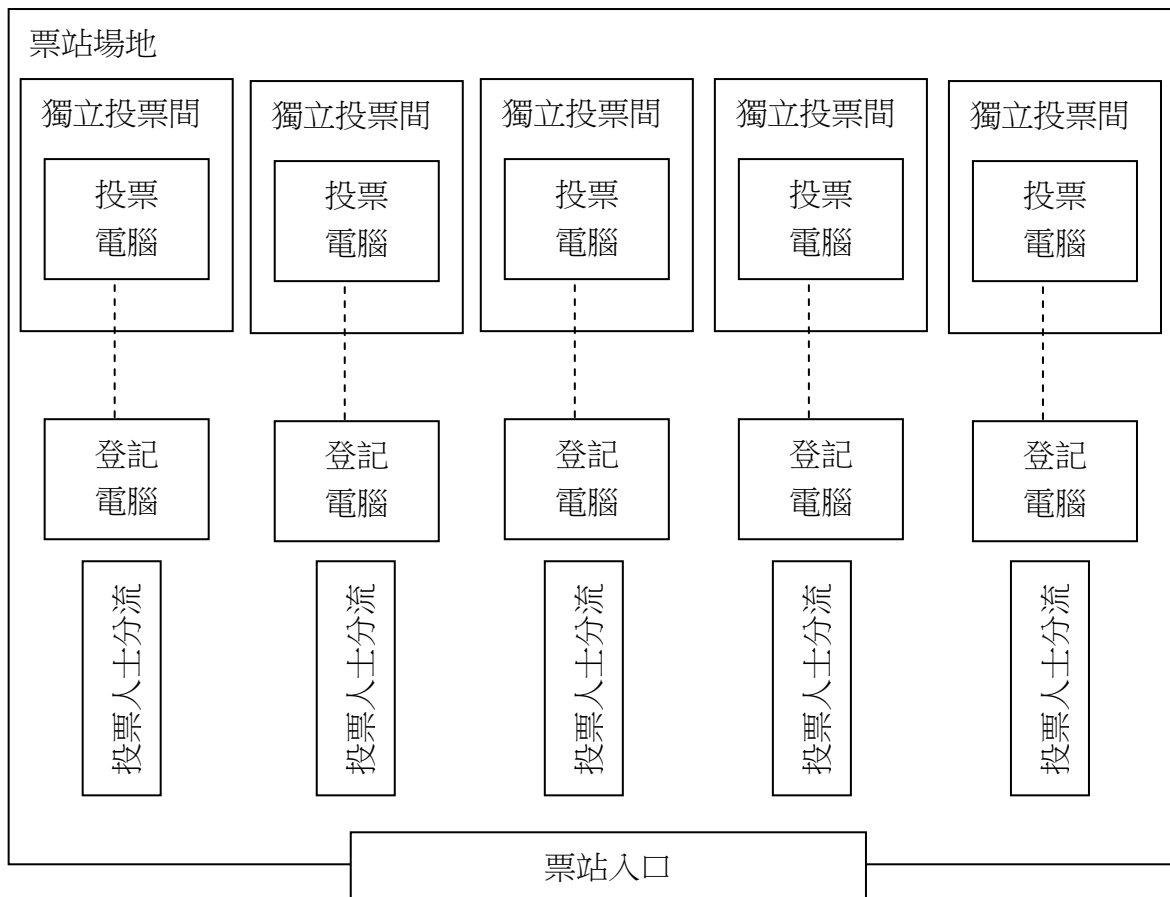 票站場地
獨立投票間
獨立投票間
獨立投票間
獨立投票間
獨立投票間
投票
電腦
投票
電腦
投票
電腦
投票
電腦
投票
電腦
登記
電腦
登記
電腦
登記
電腦
登記
電腦
登記
電腦
投票人士分流
投票人士分流
投票人士分流
投票人士分流
投票人士分流
票站入口